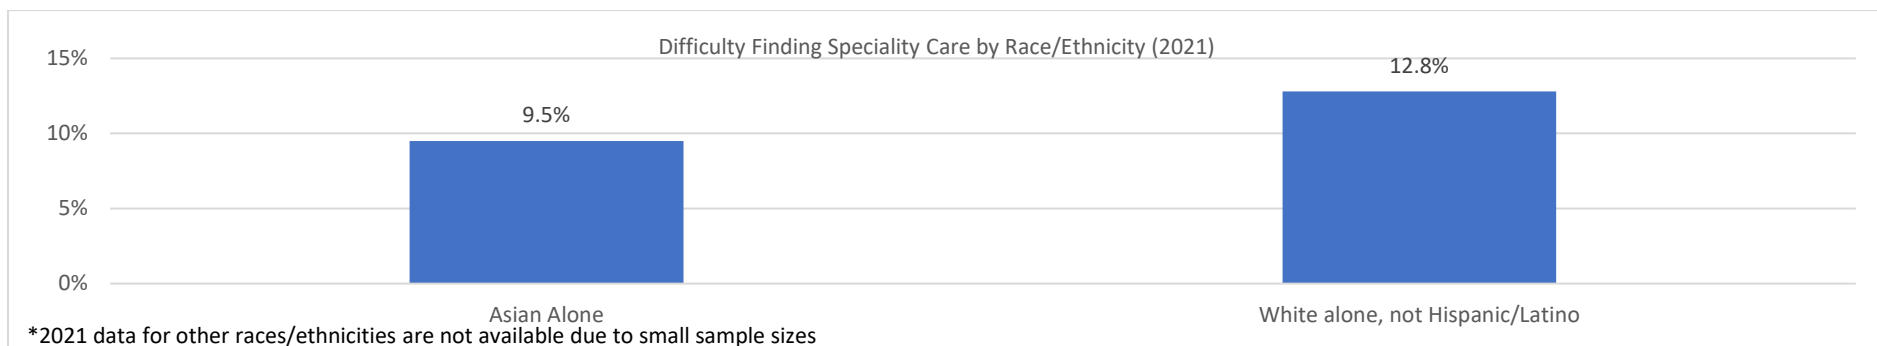 Difficulty Finding Speciality Care by Race/Ethnicity (2021)
15%
12.8%
9.5%
10%
5%
0%
Asian Alone
White alone, not Hispanic/Latino
*2021 data for other races/ethnicities are not available due to small sample sizes